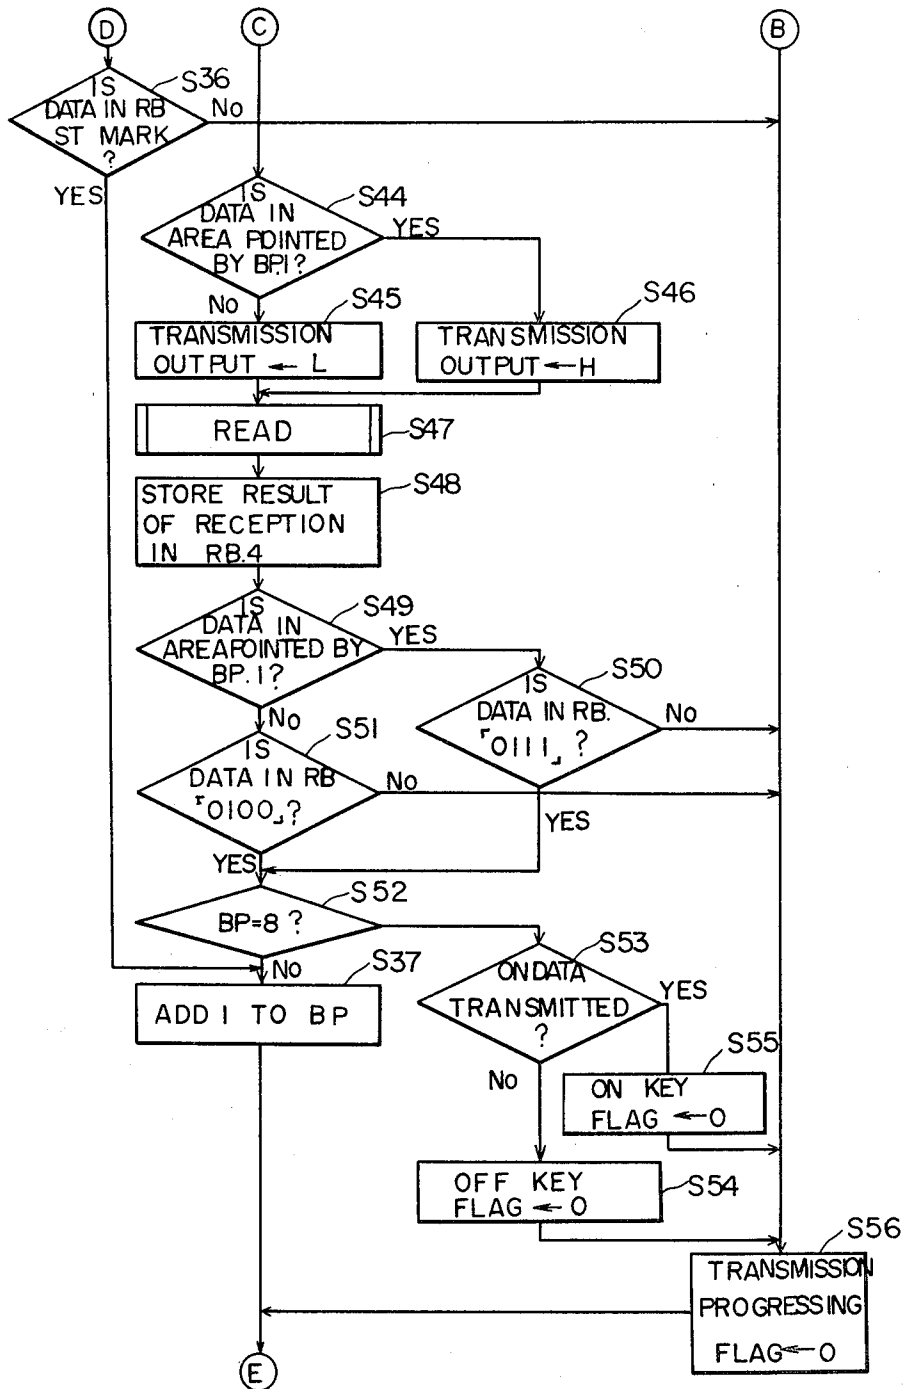 D
C
B
S36
IS
DATA IN RB
ST MARK
?
No
YES
S44
IS
DATA IN
AREA POINTED
BY BP.1?
YES
No
S45
TRANSMISSION
OUTPUT ← L
S46
TRANSMISSION
OUTPUT ← H
READ
S47
S48
STORE RESULT
OF RECEPTION
IN RB.4
S49
IS
DATA IN
AREA POINTED BY
BP. 1?
YES
No
S50
IS
DATA IN RB.
「0111」 ?
No
YES
S51
IS
DATA IN RB
「0100」?
No
YES
S52
BP=8 ?
No
S53
ONDATA
TRANSMITTED
?
YES
No
S37
ADD 1 TO BP
S55
ON KEY
FLAG ← 0
S54
OFF KEY
FLAG ← 0
S56
TRANSMISSION
PROGRESSING
FLAG ← 0
E